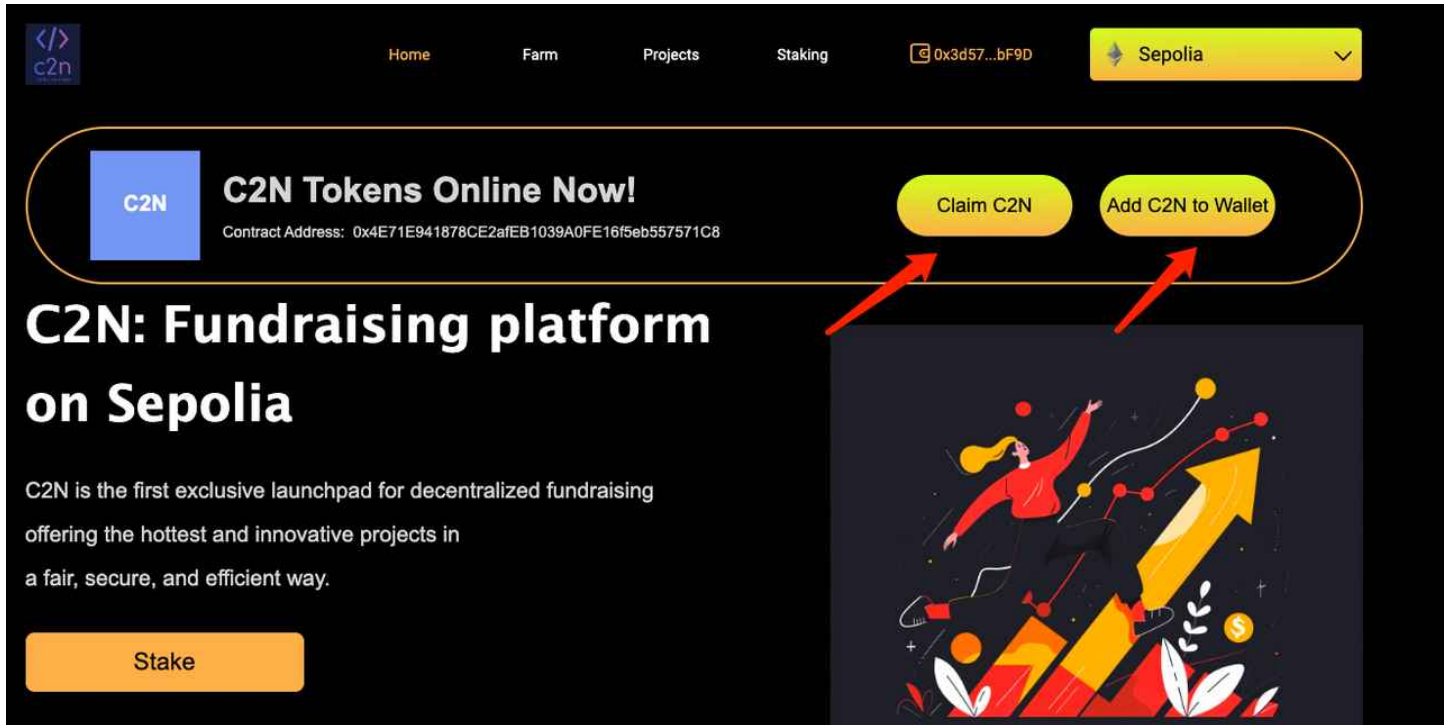 </>
c2n
Home
Farm
Projects
Staking
0x3d57...bF9D
Sepolia
C2N
C2N Tokens Online Now!
Contract Address: 0x4E71E941878CE2afEB1039A0FE16f5eb557571C8
Claim C2N
Add C2N to Wallet
C2N: Fundraising platform
on Sepolia
C2N is the first exclusive launchpad for decentralized fundraising
offering the hottest and innovative projects in
a fair, secure, and efficient way.
Stake
$